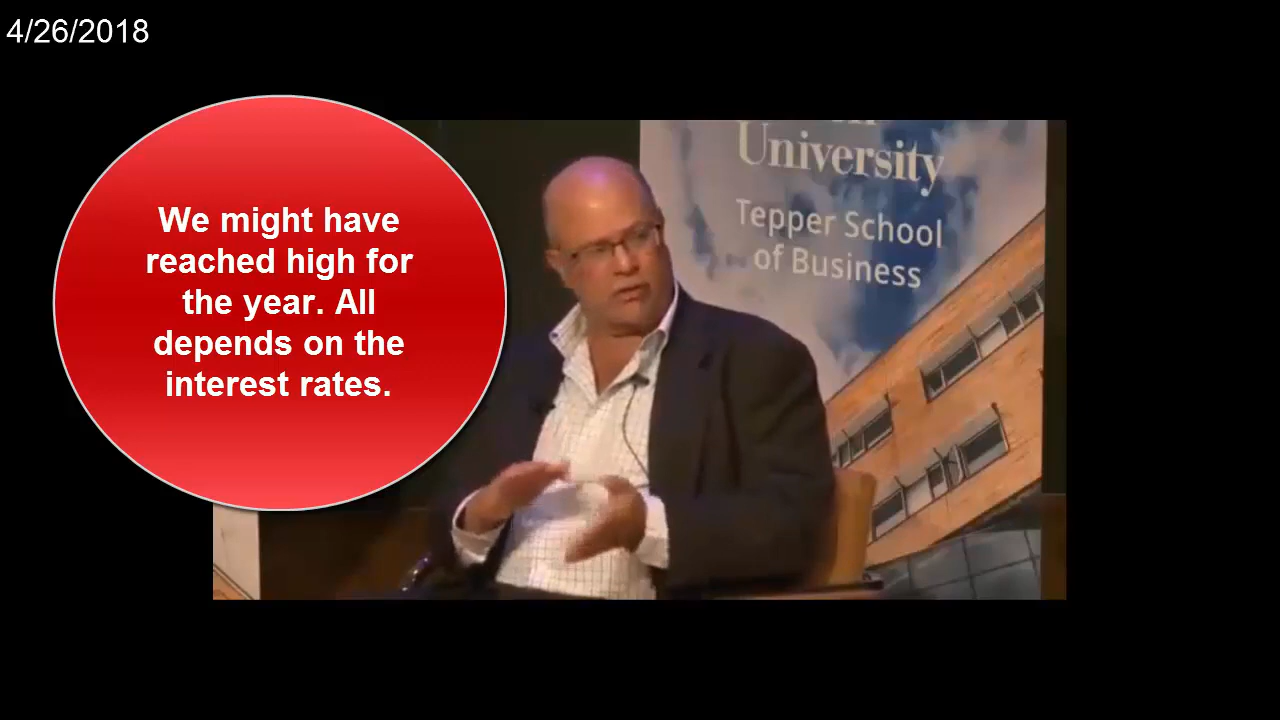 4/26/2018
We might have
reached high for
the year. All
depends on the
interest rates.
University
Tepper School
of Business